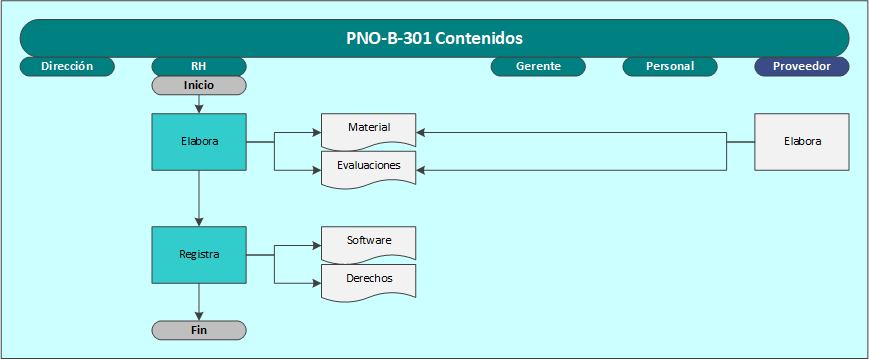 PNO-B-301 Contenidos
Dirección
RH
Gerente
Personal
Proveedor
Inicio
Elabora
Material
Evaluaciones
Elabora
Registra
Software
Derechos
Fin